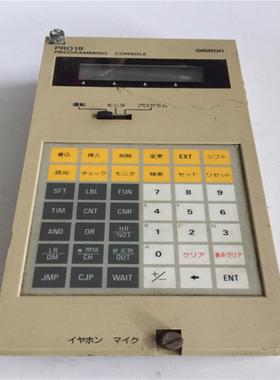 PRO19 OMRON
PROGRAMMING CONSOLE
運転 モニタ プログラム
書込 挿入 削除 変更 EXT シフト
読出 チェック モニタ 検索 セット リセット
SFT LBL FUN 7 8 9
TIM CNT CNR 4 5 6
AND OR HR NOT 1 2 3
LR DM CH OUT 0 クリア 表示クリア
JMP CJP WAIT +/− ← ENT
イヤホン マイク